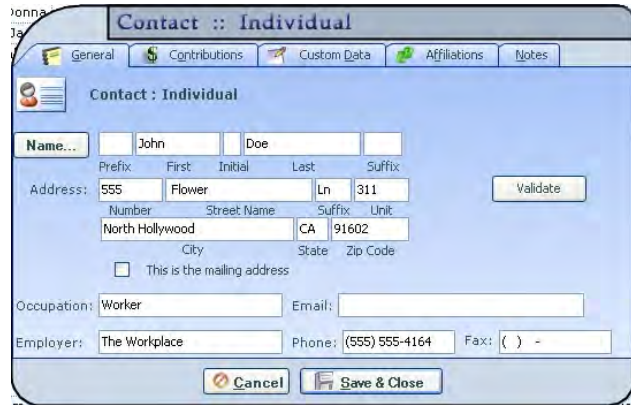 Donna
Ja
Contact :: Individual
General Contributions Custom Data Affiliations Notes
Contact : Individual
Name... John Doe
Prefix First Initial Last Suffix
Address: 555 Flower Ln 311 Validate
Number Street Name Suffix Unit
North Hollywood CA 91602
City State Zip Code
This is the mailing address
Occupation: Worker Email:
Employer: The Workplace Phone: (555) 555-4164 Fax: ( ) -
Cancel Save & Close